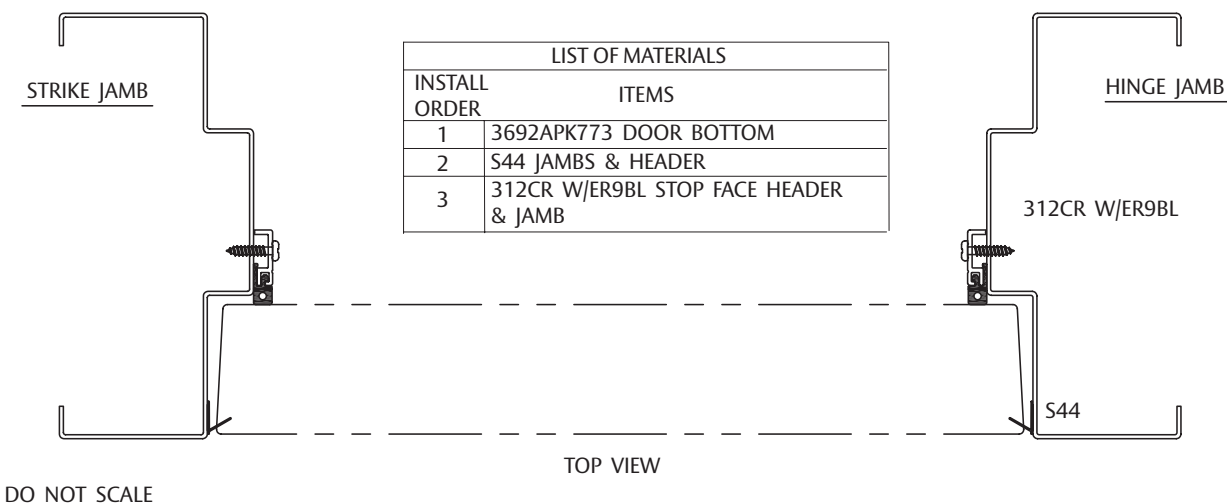 LIST OF MATERIALS
STRIKE JAMB
HINGE JAMB
INSTALL
ORDER
ITEMS
1 3692APK773 DOOR BOTTOM
2 S44 JAMBS & HEADER
3 312CR W/ER9BL STOP FACE HEADER
& JAMB
312CR W/ER9BL
S44
TOP VIEW
DO NOT SCALE